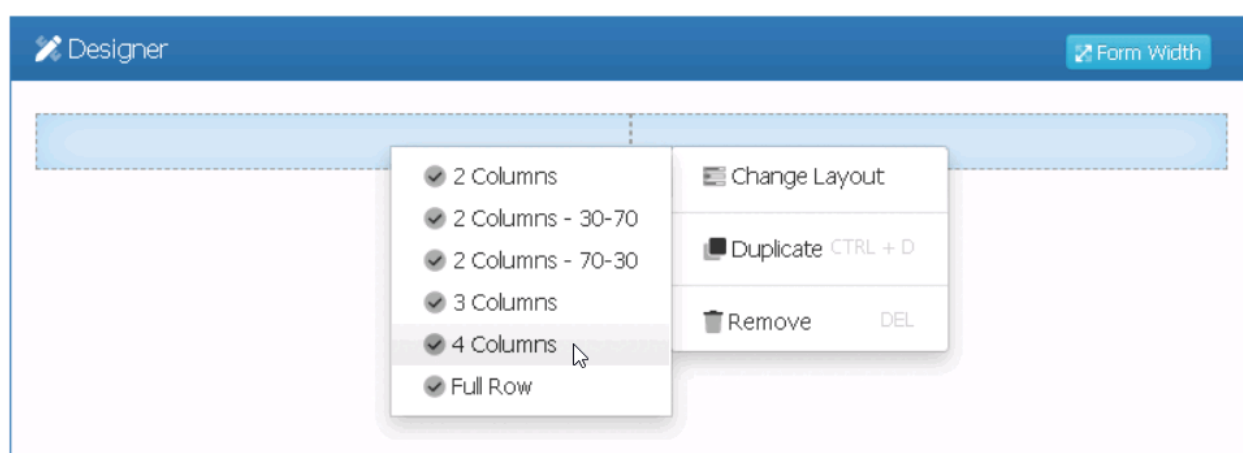 Designer
Form Width
2 Columns
2 Columns - 30-70
2 Columns - 70-30
3 Columns
4 Columns
Full Row
Change Layout
Duplicate CTRL + D
Remove DEL